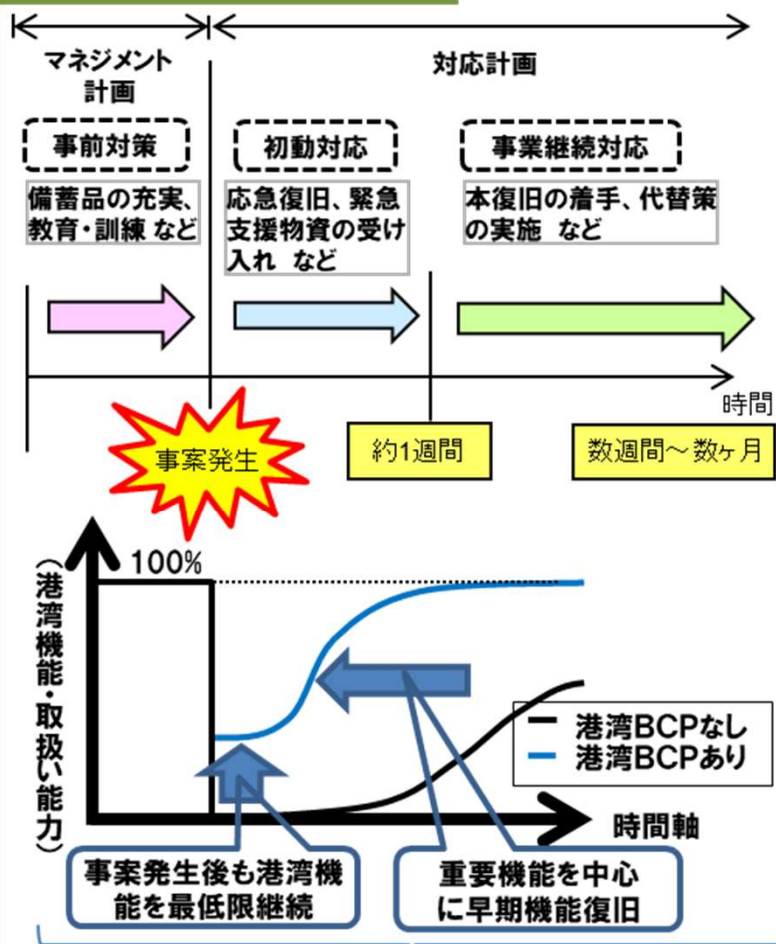 マネジメント
計画
対応計画
事前対策
初動対応
事業継続対応
備蓄品の充実、
教育・訓練 など
応急復旧、緊急
支援物資の受け
入れ など
本復旧の着手、代替策
の実施 など
時間
事案発生
約1週間
数週間～数ヶ月
100%
（港湾機能・取扱い能力）
港湾BCPなし
港湾BCPあり
時間軸
事案発生後も港湾機
能を最低限継続
重要機能を中心
に早期機能復旧